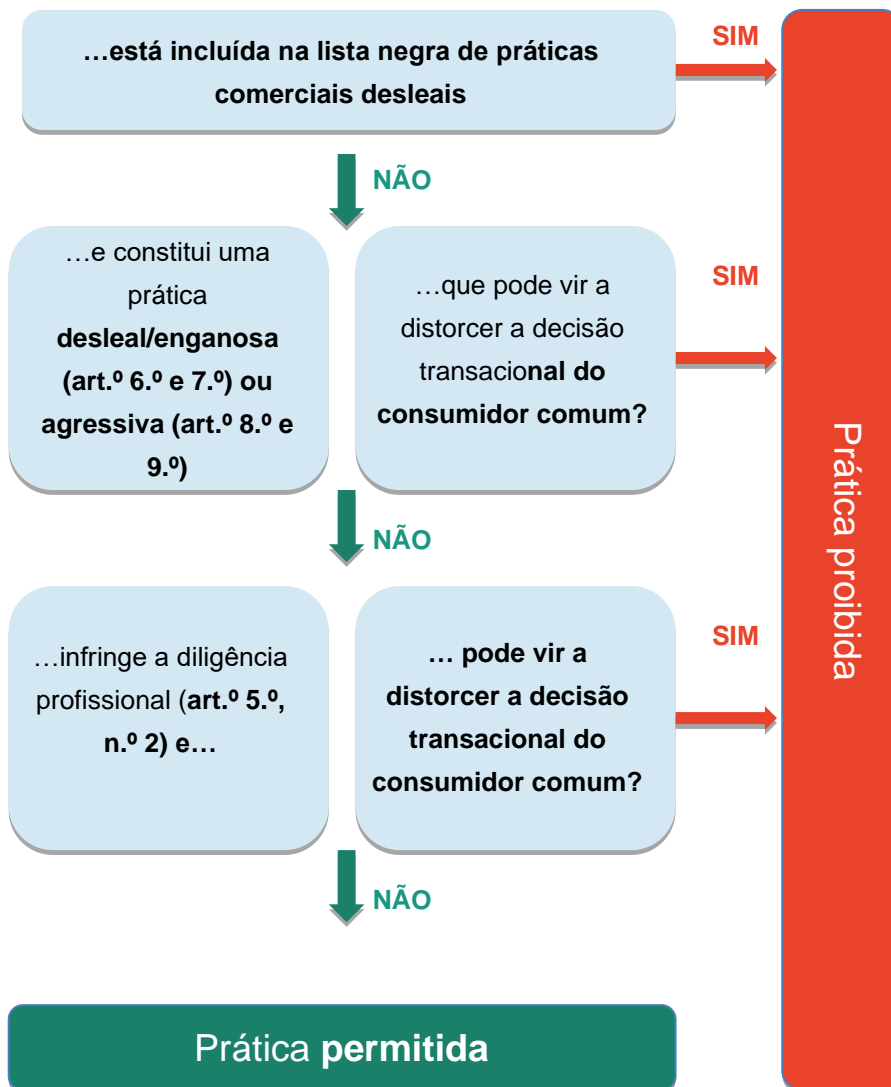 …está incluída na lista negra de práticas
comerciais desleais
SIM
NÃO
…e constitui uma
prática
desleal/enganosa
(art.º 6.º e 7.º) ou
agressiva (art.º 8.º e
9.º)
…que pode vir a
distorcer a decisão
transacional do
consumidor comum?
SIM
NÃO
…infringe a diligência
profissional (art.º 5.º,
n.º 2) e…
… pode vir a
distorcer a decisão
transacional do
consumidor comum?
SIM
NÃO
Prática permitida
Prática proibida